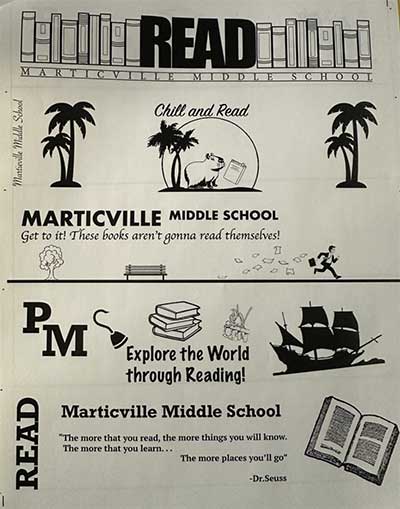 READ
MARTICVILLE MIDDLE SCHOOL
Marticville Middle School
Chill and Read
MARTICVILLE MIDDLE SCHOOL
Get to it! These books aren't gonna read themselves!
PM
Explore the World
through Reading!
READ
Marticville Middle School
"The more that you read, the more things you will know.
The more that you learn...
The more places you'll go"
-Dr.Seuss